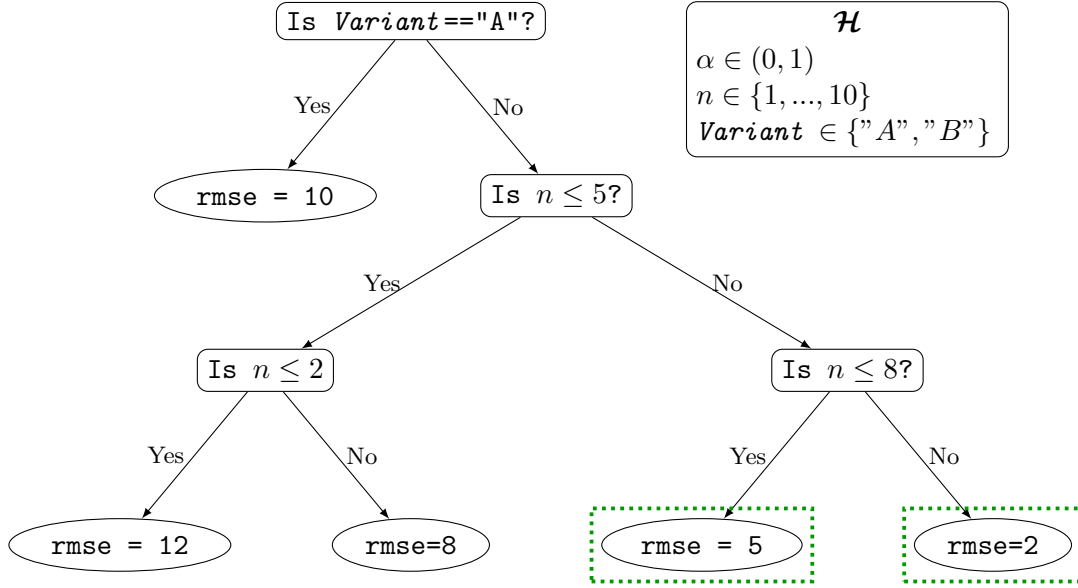 Is Variant=="A"?
𝓗
α ∈ (0, 1)
n ∈ {1, ..., 10}
Variant ∈ {"A", "B"}
Yes
No
rmse = 10
Is n ≤ 5?
Yes
No
Is n ≤ 2
Is n ≤ 8?
Yes
No
Yes
No
rmse = 12
rmse=8
rmse = 5
rmse=2